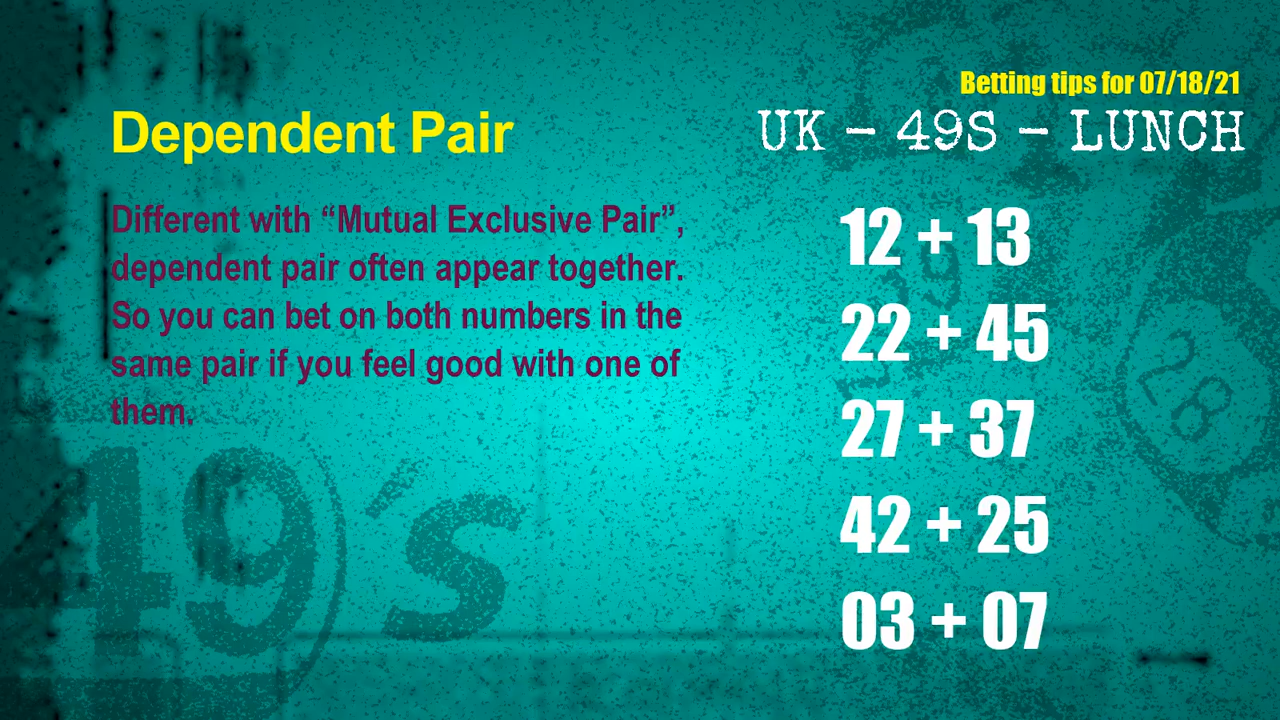 Betting tips for 07/18/21
UK - 49S - LUNCH
Dependent Pair
Different with “Mutual Exclusive Pair”,
dependent pair often appear together.
So you can bet on both numbers in the
same pair if you feel good with one of
them.
12 + 13
22 + 45
27 + 37
42 + 25
03 + 07
49's
28